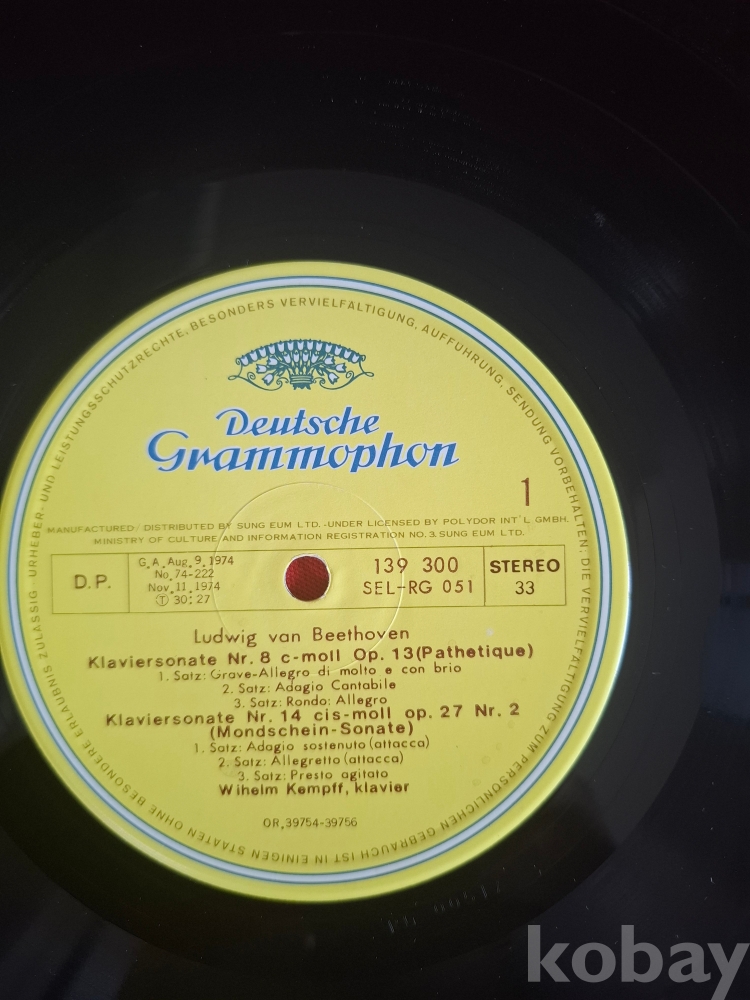 URHEBER- UND LEISTUNGSSCHUTZRECHTE, BESONDERS VERVIELFÄLTIGUNG, AUFFÜHRUNG, SENDUNG VORBEHALTEN; DIE VERVIELFÄLTIGUNG ZUM PERSÖNLICHEN GEBRAUCH IST IN EINIGEN STAATEN OHNE BESONDERE ERLAUBNIS ZULÄSSIG -
Deutsche
Grammophon
1
MANUFACTURED/DISTRIBUTED BY SUNG EUM LTD.-UNDER LICENSED BY POLYDOR INT'L, GMBH.
MINISTRY OF CULTURE AND INFORMATION REGISTRATION NO.3. SUNG EUM LTD.
D.P.
G.A. Aug. 9. 1974
No. 74-222
Nov. 11. 1974
Ⓣ 30:27
139 300
SEL-RG 051
STEREO
33
Ludwig van Beethoven
Klaviersonate Nr. 8 c-moll Op. 13(Pathetique)
1. Satz: Grave-Allegro di molto e con brio
2. Satz: Adagio Cantabile
3. Satz: Rondo: Allegro
Klaviersonate Nr. 14 cis-moll op. 27 Nr. 2
(Mondschein-Sonate)
1. Satz: Adagio sostenuto (attacca)
2. Satz: Allegretto (attacca)
3. Satz: Presto agitato
Wihelm Kempff, klavier
OR. 39754-39756
kobay